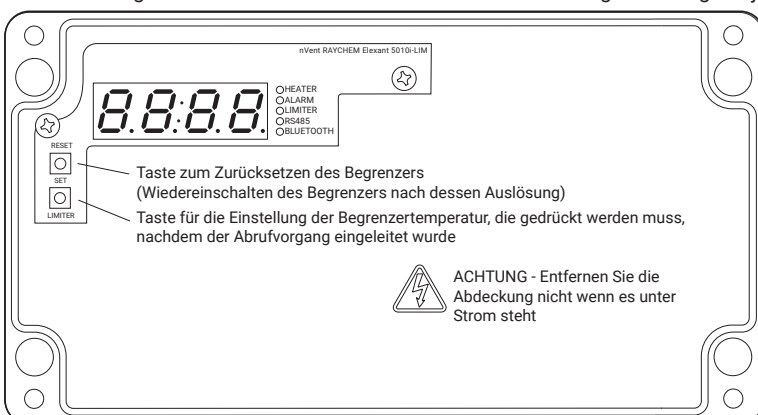 nVent RAYCHEM Elexant 5010i-LIM
8.8:8.8.
HEATER
ALARM
LIMITER
RS485
BLUETOOTH
RESET
SET
LIMITER
Taste zum Zurücksetzen des Begrenzers
(Wiedereinschalten des Begrenzers nach dessen Auslösung)
Taste für die Einstellung der Begrenzertemperatur, die gedrückt werden muss,
nachdem der Abrufvorgang eingeleitet wurde
ACHTUNG - Entfernen Sie die
Abdeckung nicht wenn es unter
Strom steht